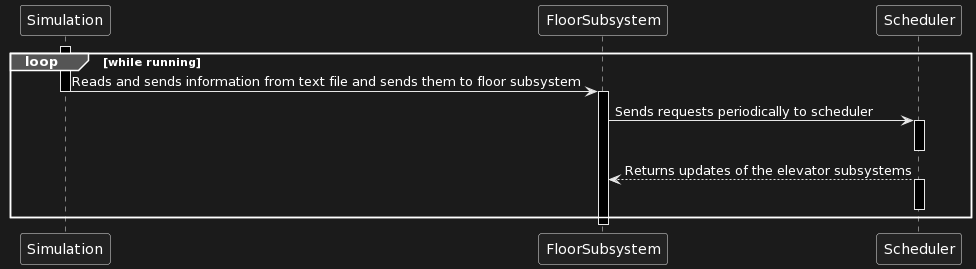 Simulation
FloorSubsystem
Scheduler
loop
[while running]
Reads and sends information from text file and sends them to floor subsystem
Sends requests periodically to scheduler
Returns updates of the elevator subsystems
Simulation
FloorSubsystem
Scheduler